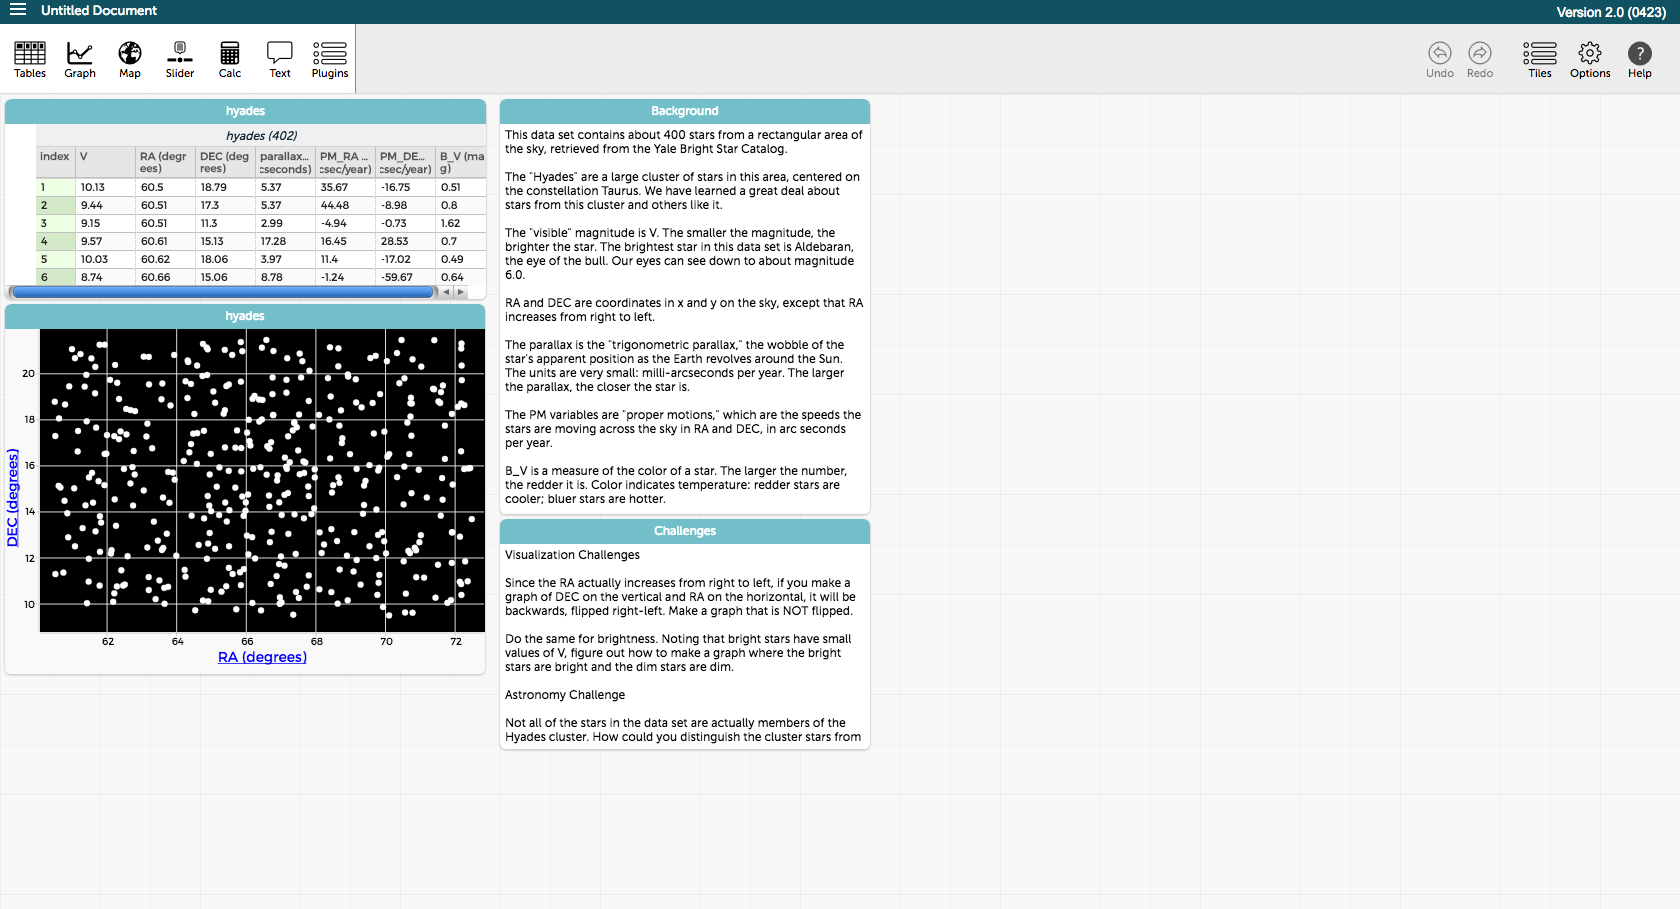 Untitled Document
Version 2.0 (0423)
Tables Graph Map Slider Calc Text Plugins
Undo Redo Tiles Options Help
hyades
hyades (402)
index V RA (degrees) DEC (degrees) parallax... cseconds) PM_RA ... csec/year) PM_DE... csec/year) B_V (mag)
1 10.13 60.5 18.79 5.37 35.67 -16.75 0.51
2 9.44 60.51 17.3 5.37 44.48 -8.98 0.8
3 9.15 60.51 11.3 2.99 -4.94 -0.73 1.62
4 9.57 60.61 15.13 17.28 16.45 28.53 0.7
5 10.03 60.62 18.06 3.97 11.4 -17.02 0.49
6 8.74 60.66 15.06 8.78 -1.24 -59.67 0.64
hyades
DEC (degrees)
20
18
16
14
12
10
62 64 66 68 70 72
RA (degrees)
Background
This data set contains about 400 stars from a rectangular area of
the sky, retrieved from the Yale Bright Star Catalog.
The "Hyades" are a large cluster of stars in this area, centered on
the constellation Taurus. We have learned a great deal about
stars from this cluster and others like it.
The "visible" magnitude is V. The smaller the magnitude, the
brighter the star. The brightest star in this data set is Aldebaran,
the eye of the bull. Our eyes can see down to about magnitude
6.0.
RA and DEC are coordinates in x and y on the sky, except that RA
increases from right to left.
The parallax is the "trigonometric parallax," the wobble of the
star's apparent position as the Earth revolves around the Sun.
The units are very small: milli-arcseconds per year. The larger
the parallax, the closer the star is.
The PM variables are "proper motions," which are the speeds the
stars are moving across the sky in RA and DEC, in arc seconds
per year.
B_V is a measure of the color of a star. The larger the number,
the redder it is. Color indicates temperature: redder stars are
cooler; bluer stars are hotter.
Challenges
Visualization Challenges
Since the RA actually increases from right to left, if you make a
graph of DEC on the vertical and RA on the horizontal, it will be
backwards, flipped right-left. Make a graph that is NOT flipped.
Do the same for brightness. Noting that bright stars have small
values of V, figure out how to make a graph where the bright
stars are bright and the dim stars are dim.
Astronomy Challenge
Not all of the stars in the data set are actually members of the
Hyades cluster. How could you distinguish the cluster stars from